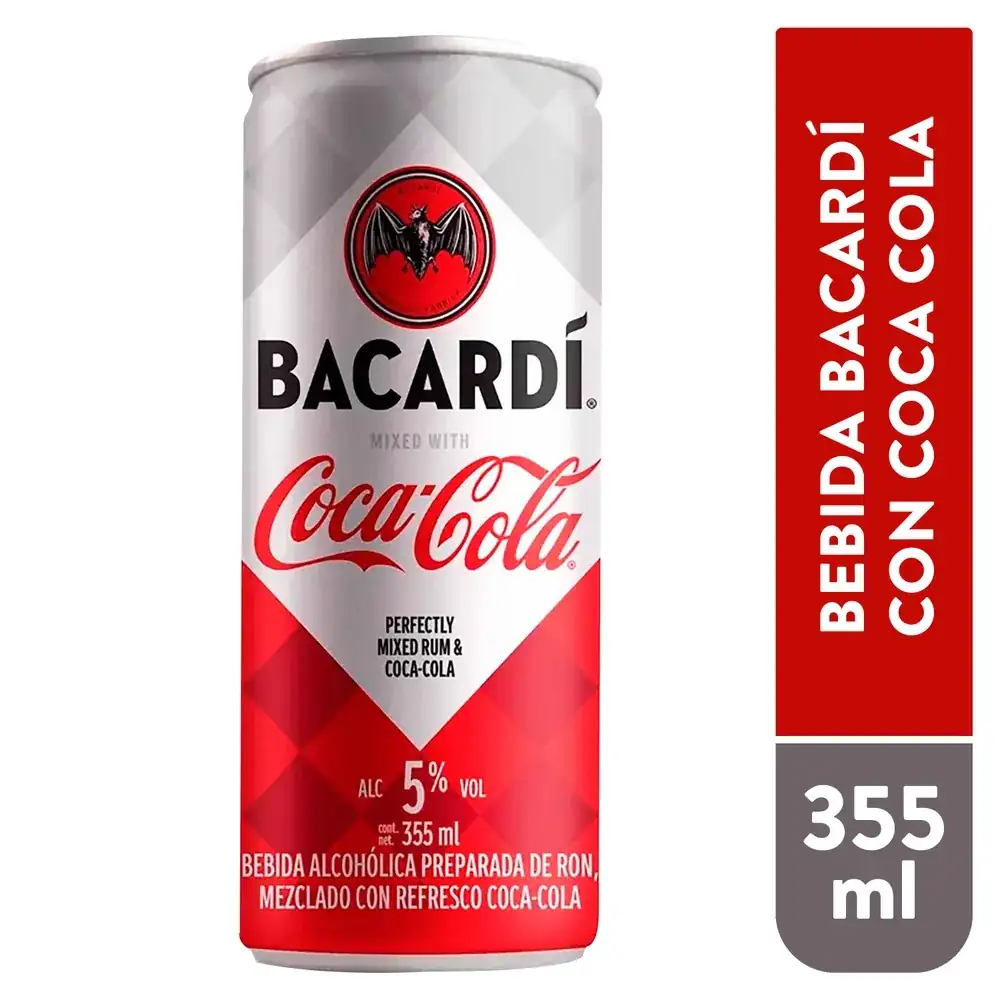 BACARDÍ
MIXED WITH
Coca-Cola
PERFECTLY
MIXED RUM &
COCA-COLA
ALC 5% VOL
cont. net. 355 ml
BEBIDA ALCOHÓLICA PREPARADA DE RON,
MEZCLADO CON REFRESCO COCA-COLA
BEBIDA BACARDÍ
CON COCA COLA
355
ml